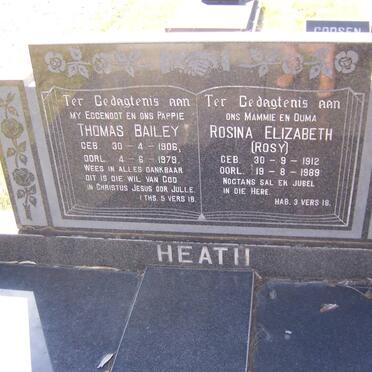 GOOSEN
Ter Gedagtenis aan
MY EGGENOOT EN ONS PAPPIE
THOMAS BAILEY
GEB. 30-4-1906,
OORL. 4-6-1979.
WEES IN ALLES DANKBAAR
DIT IS DIE WIL VAN GOD
IN CHRISTUS JESUS OOR JULLE.
I THS. 5 VERS 18.
Ter Gedagtenis aan
ONS MAMMIE EN OUMA
ROSINA ELIZABETH
(ROSY)
GEB. 30-9-1912
OORL. 19-8-1989
NOGTANS SAL EK JUBEL
IN DIE HERE.
HAB. 3 VERS 18.
HEATH